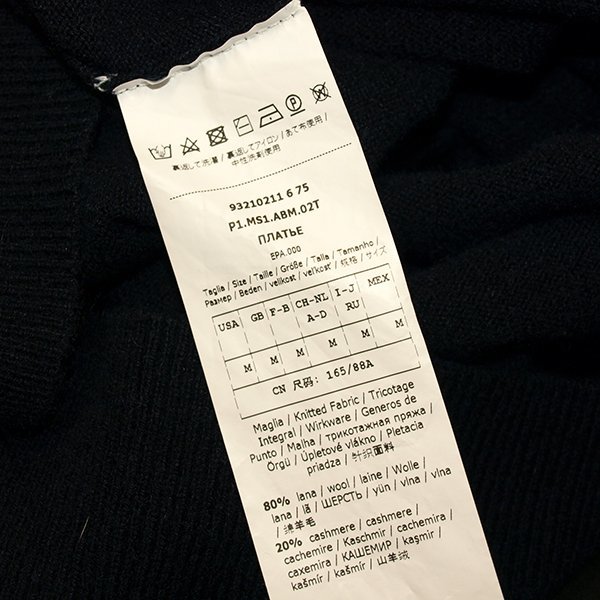 裏返して洗濯 / 裏返してアイロン / あて布使用 /
中性洗剤使用
93210211 6 75
P1.MS1.ABM.02T
ПЛАТЬЕ
EPA.000
Taglia / Size / Taille / Größe / Talla / Tamanho /
Размер / Beden / velikost / veľkosť / 规格 / サイズ
USA GB F-B CH-NL A-D I-J RU MEX
M M M M M M
CN 尺码: 165/88A
Maglia / Knitted Fabric / Tricotage
Integral / Wirkware / Generos de
Punto / Malha / трикотажная пряжа /
Örgü / Úpletové vlákno / Pletacia
priadza / 针织面料
80% lana / wool / laine / Wolle /
lana / lã / ШЕРСТЬ / yün / vlna / vlna
/ 绵羊毛
20% cashmere / cashmere /
cachemire / Kaschmir / cachemira /
caxemira / КАШЕМИР / kaşmir /
kašmír / kašmír / 山羊绒